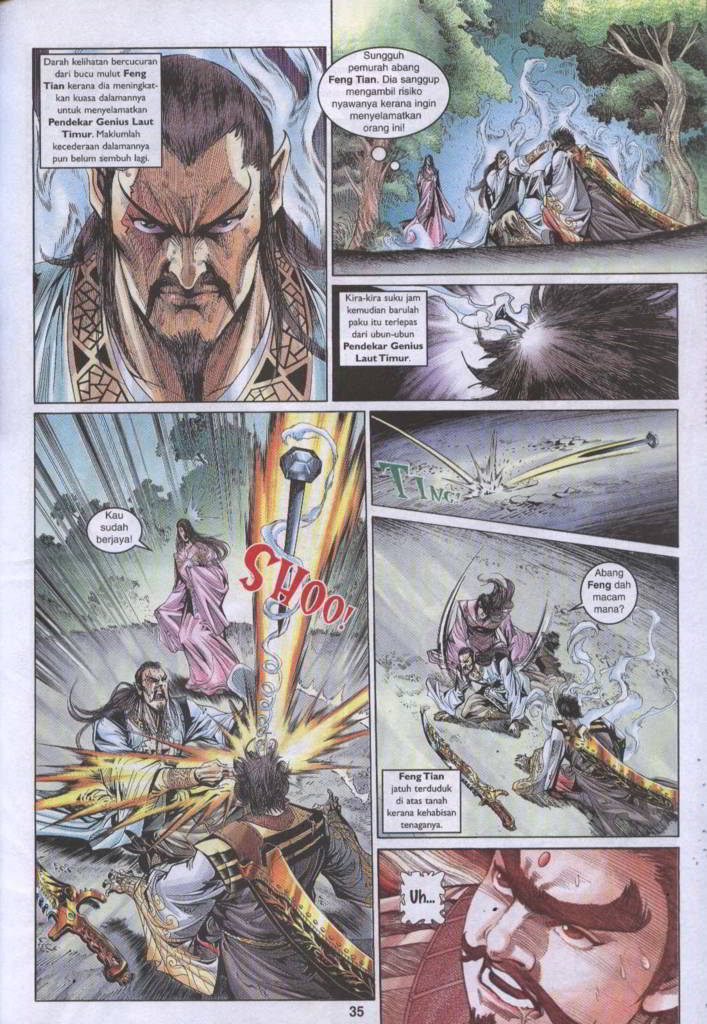 Darah kelihatan bercucuran
dari bucu mulut Feng
Tian kerana dia meningkat-
kan kuasa dalamannya
untuk menyelamatkan
Pendekar Genius Laut
Timur. Maklumlah
kecederaan dalamannya
pun belum sembuh lagi.
Sungguh
pemurah abang
Feng Tian. Dia sanggup
mengambil risiko
nyawanya kerana ingin
menyelamatkan
orang ini!
Kira-kira suku jam
kemudian barulah
paku itu terlepas
dari ubun-ubun
Pendekar Genius
Laut Timur.
Kau
sudah
berjaya!
SHOO!
TING!
Abang
Feng dah
macam
mana?
Feng Tian
jatuh terduduk
di atas tanah
kerana kehabisan
tenaganya.
Uh...
35